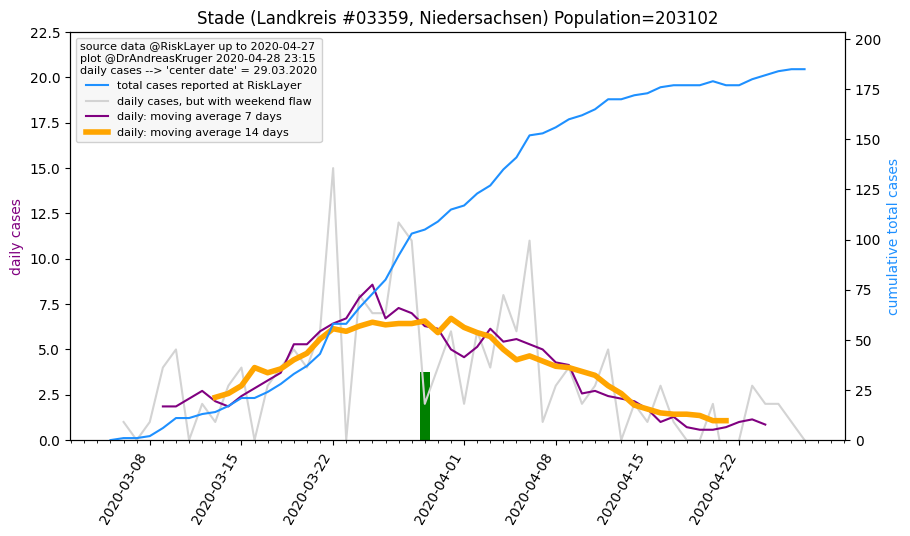 Stade (Landkreis #03359, Niedersachsen) Population=203102
source data @RiskLayer up to 2020-04-27
plot @DrAndreasKruger 2020-04-28 23:15
daily cases --> 'center date' = 29.03.2020
total cases reported at RiskLayer
daily cases, but with weekend flaw
daily: moving average 7 days
daily: moving average 14 days
daily cases
22.5
20.0
17.5
15.0
12.5
10.0
7.5
5.0
2.5
0.0
cumulative total cases
200
175
150
125
100
75
50
25
0
2020-03-08
2020-03-15
2020-03-22
2020-04-01
2020-04-08
2020-04-15
2020-04-22